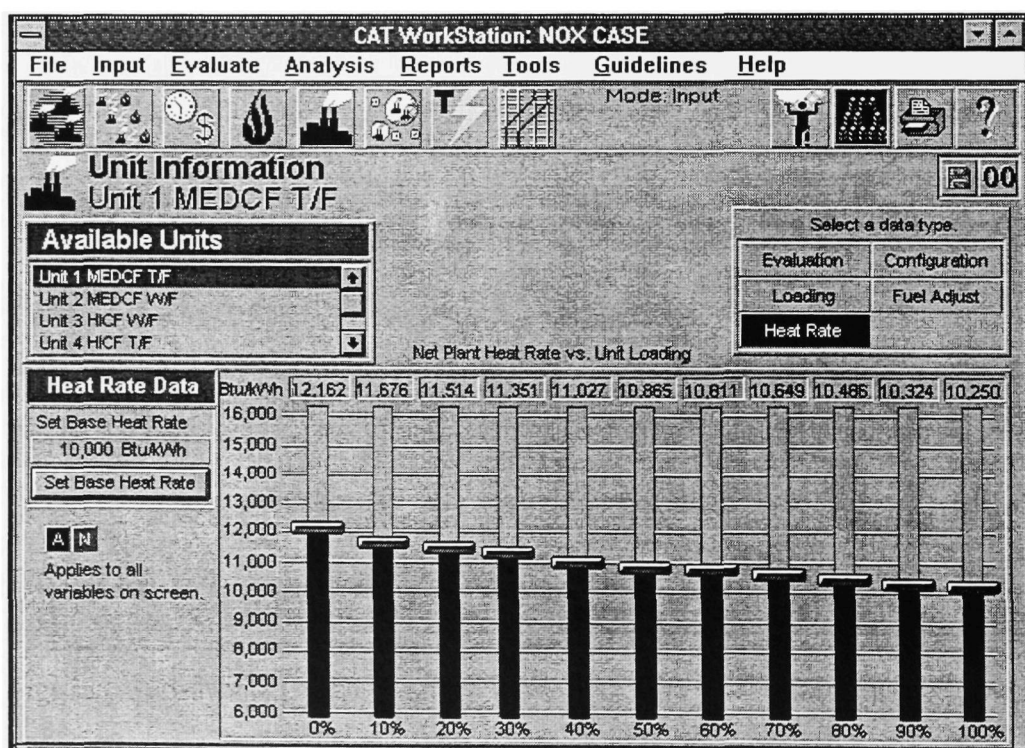 CAT WorkStation: NOX CASE
File Input Evaluate Analysis Reports Tools Guidelines Help
$ T Mode: Input ?
Unit Information
Unit 1 MEDCF T/F
00
Available Units
Unit 1 MEDCF T/F
Unit 2 MEDCF W/F
Unit 3 HICF W/F
Unit 4 HICF T/F
Select a data type.
Evaluation Configuration
Loading Fuel Adjust
Heat Rate
Net Plant Heat Rate vs. Unit Loading
Heat Rate Data
Set Base Heat Rate
10,000 Btu/kWh
Set Base Heat Rate
A N
Applies to all
variables on screen.
Btu/kWh 12,162 11,676 11,514 11,351 11,027 10,865 10,811 10,649 10,486 10,324 10,250
16,000
15,000
14,000
13,000
12,000
11,000
10,000
9,000
8,000
7,000
6,000
0% 10% 20% 30% 40% 50% 60% 70% 80% 90% 100%